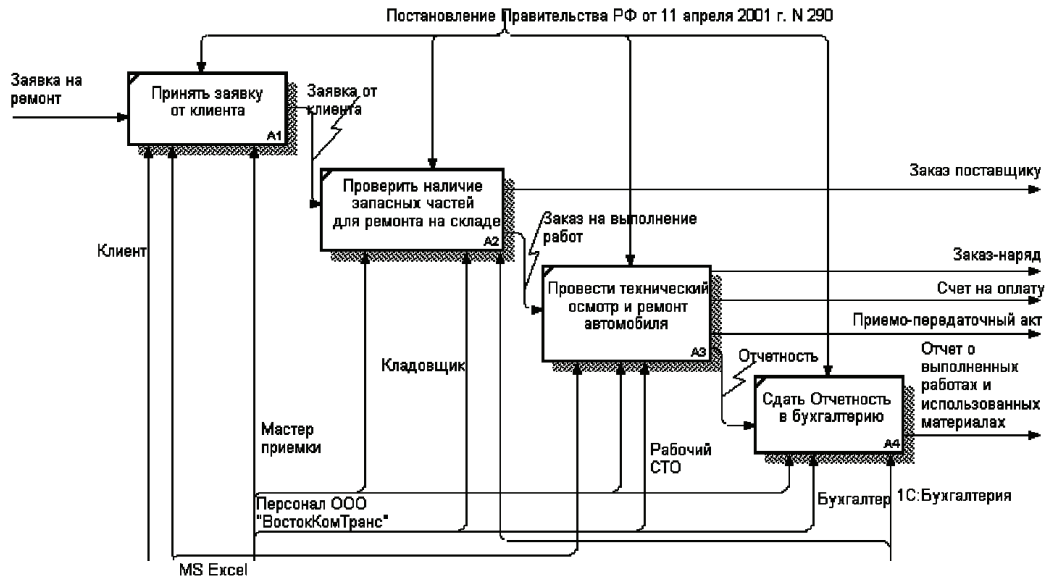 Постановление Правительства РФ от 11 апреля 2001 г. N 290
Заявка на
ремонт
Принять заявку
от клиента
A1
Заявка от
клиента
Проверить наличие
запасных частей
для ремонта на складе
A2
Заказ поставщику
Клиент
Заказ на выполнение
работ
Провести технический
осмотр и ремонт
автомобиля
A3
Заказ-наряд
Счет на оплату
Приемо-передаточный акт
Кладовщик
Отчетность
Отчет о
выполненных
работах и
использованных
материалах
Сдать Отчетность
в бухгалтерию
A4
Мастер
приемки
Рабочий
СТО
Персонал ООО
"ВостокКомТранс"
Бухгалтер
1С:Бухгалтерия
MS Excel